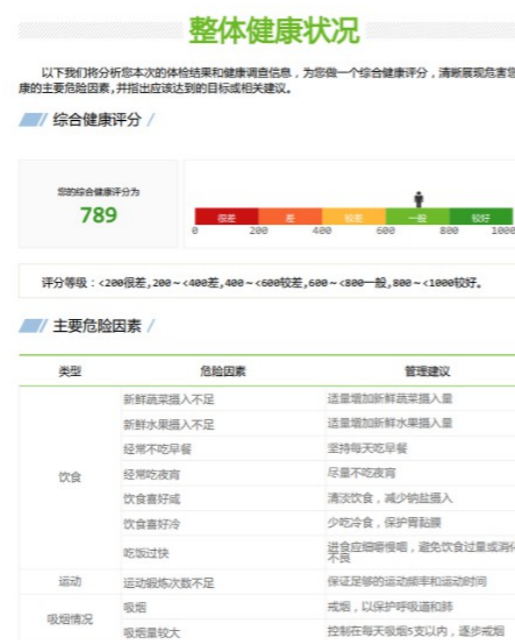 整体健康状况
以下我们将分析您本次的体检结果和健康调查信息，为您做一个综合健康评分，清晰展现危害您
康的主要危险因素，并指出应该达到的目标或相关建议。
综合健康评分
您的综合健康评分为
789
很差 差 较差 一般 较好
0 200 400 600 800 1000
评分等级：<200很差,200~<400差,400~<600较差,600~<800一般,800~<1000较好。
主要危险因素
类型 危险因素 管理建议
饮食
新鲜蔬菜摄入不足 适量增加新鲜蔬菜摄入量
新鲜水果摄入不足 适量增加新鲜水果摄入量
经常不吃早餐 坚持每天吃早餐
经常吃夜宵 尽量不吃夜宵
饮食喜好咸 清淡饮食，减少钠盐摄入
饮食喜好冷 少吃冷食，保护胃黏膜
吃饭过快 进食应细嚼慢咽，避免饮食过量或消化
不良
运动 运动锻炼次数不足 保证足够的运动频率和运动时间
吸烟情况
吸烟 戒烟，以保护呼吸道和肺
吸烟量较大 控制在每天吸烟5支以内，逐步戒烟